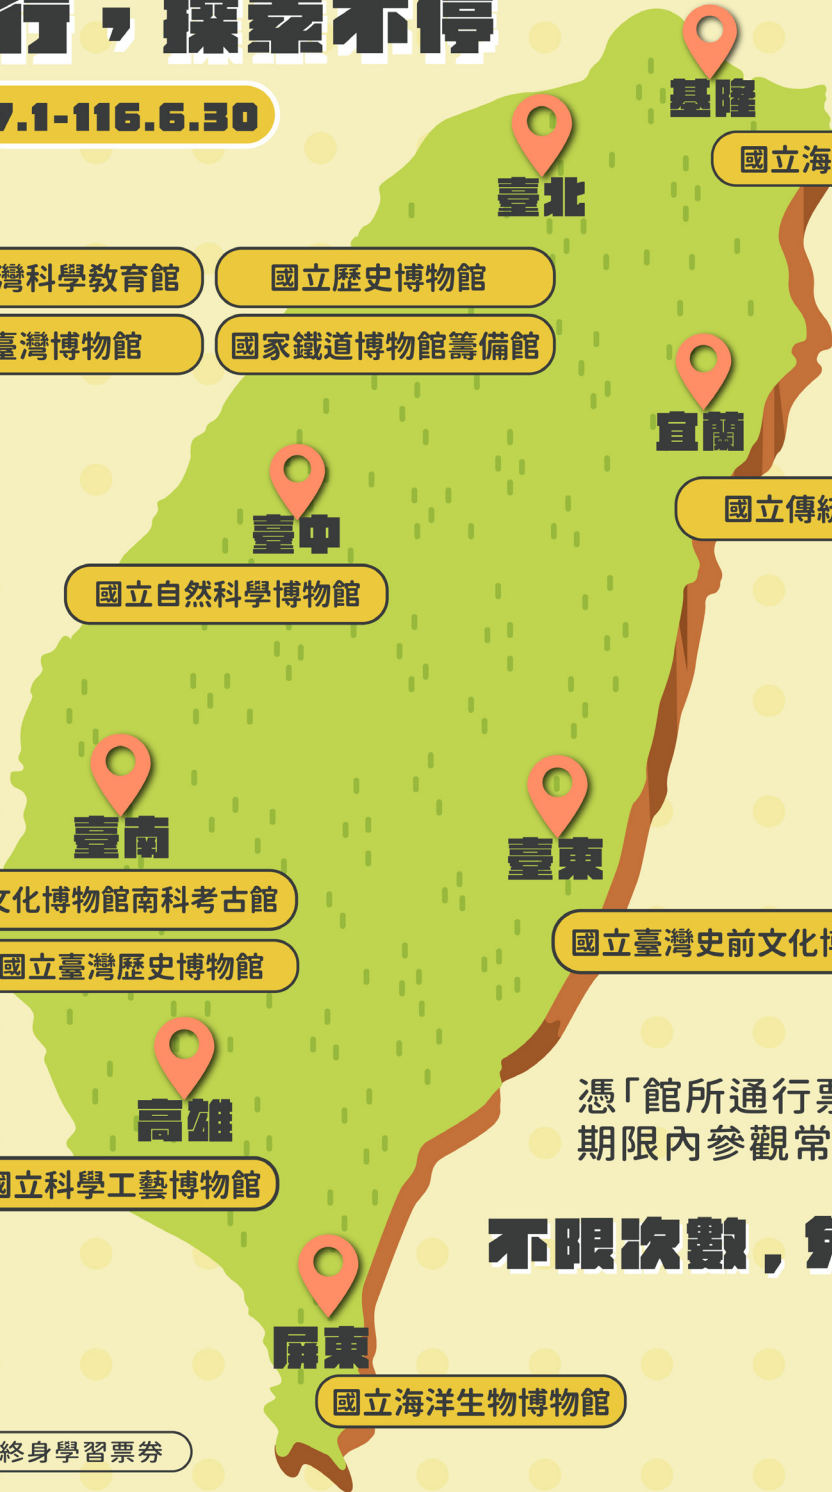 行，探索不停
7.1-116.6.30
基隆
國立海
臺北
灣科學教育館
國立歷史博物館
臺灣博物館
國家鐵道博物館籌備館
宜蘭
國立傳統
臺中
國立自然科學博物館
臺南
文化博物館南科考古館
國立臺灣歷史博物館
臺東
國立臺灣史前文化博
高雄
國立科學工藝博物館
憑「館所通行票
期限內參觀常
不限次數，免
屏東
國立海洋生物博物館
終身學習票券